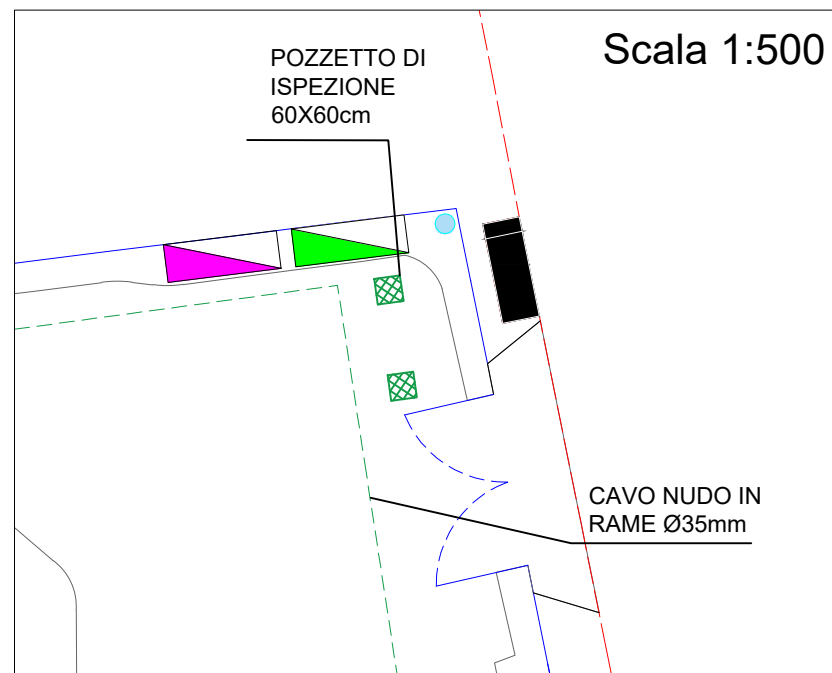 POZZETTO DI
ISPEZIONE
60X60cm
Scala 1:500
CAVO NUDO IN
RAME Ø35mm